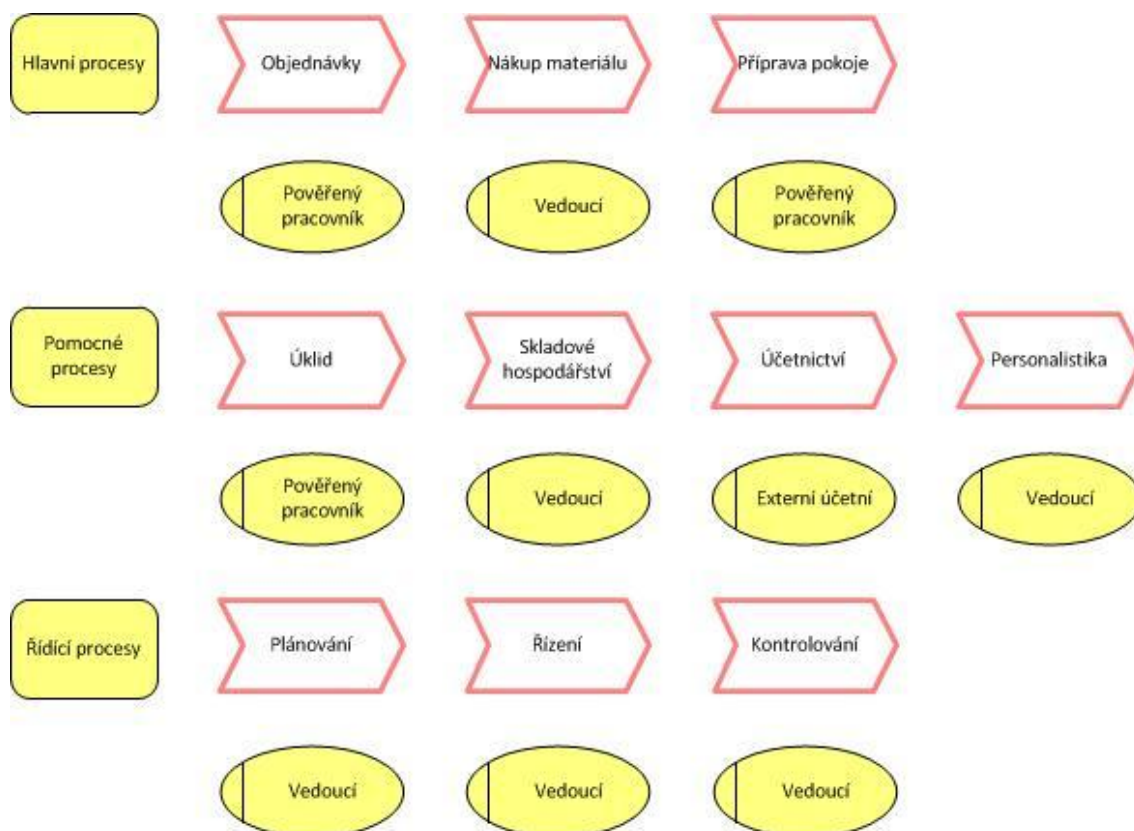 Hlavní procesy
Objednávky
Nákup materiálu
Příprava pokoje
Pověřený
pracovník
Vedoucí
Pověřený
pracovník
Pomocné
procesy
Úklid
Skladové
hospodářství
Účetnictví
Personalistika
Pověřený
pracovník
Vedoucí
Externí účetní
Vedoucí
Řídící procesy
Plánování
Řízení
Kontrolování
Vedoucí
Vedoucí
Vedoucí